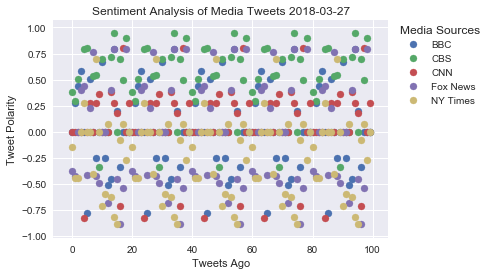 Sentiment Analysis of Media Tweets 2018-03-27
Tweet Polarity
1.00
0.75
0.50
0.25
0.00
−0.25
−0.50
−0.75
−1.00
0
20
40
60
80
100
Tweets Ago
Media Sources
BBC
CBS
CNN
Fox News
NY Times